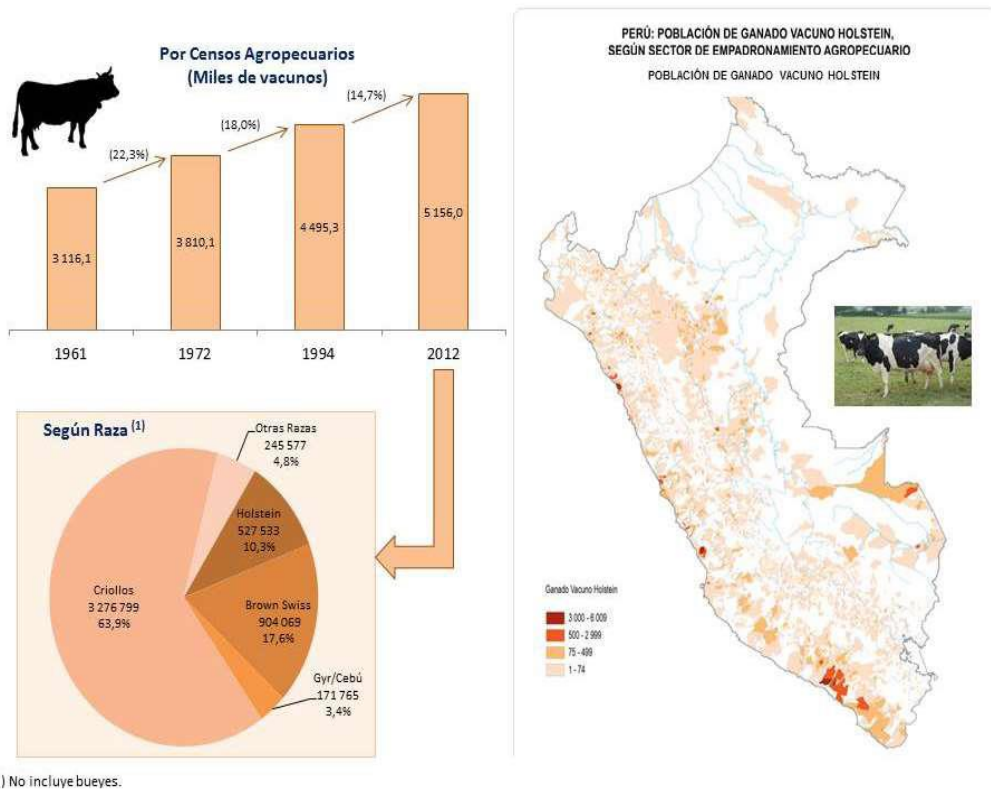 Por Censos Agropecuarios
(Miles de vacunos)
(22,3%)
(18,0%)
(14,7%)
3 116,1
3 810,1
4 495,3
5 156,0
1961
1972
1994
2012
Según Raza (1)
Otras Razas
245 577
4,8%
Holstein
527 533
10,3%
Brown Swiss
904 069
17,6%
Gyr/Cebú
171 765
3,4%
Criollos
3 276 799
63,9%
) No incluye bueyes.
PERÚ: POBLACIÓN DE GANADO VACUNO HOLSTEIN,
SEGÚN SECTOR DE EMPADRONAMIENTO AGROPECUARIO
POBLACIÓN DE GANADO VACUNO HOLSTEIN
Ganado Vacuno Holstein
3 000 - 6 009
500 - 2 999
75 - 499
1 - 74